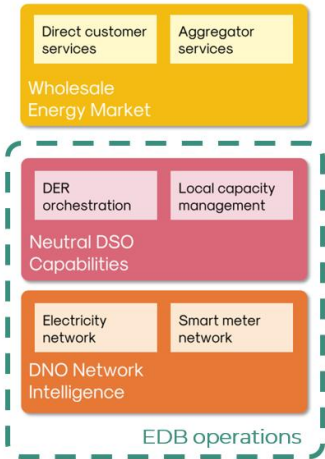 Direct customer
services
Aggregator
services
Wholesale
Energy Market
DER
orchestration
Local capacity
management
Neutral DSO
Capabilities
Electricity
network
Smart meter
network
DNO Network
Intelligence
EDB operations